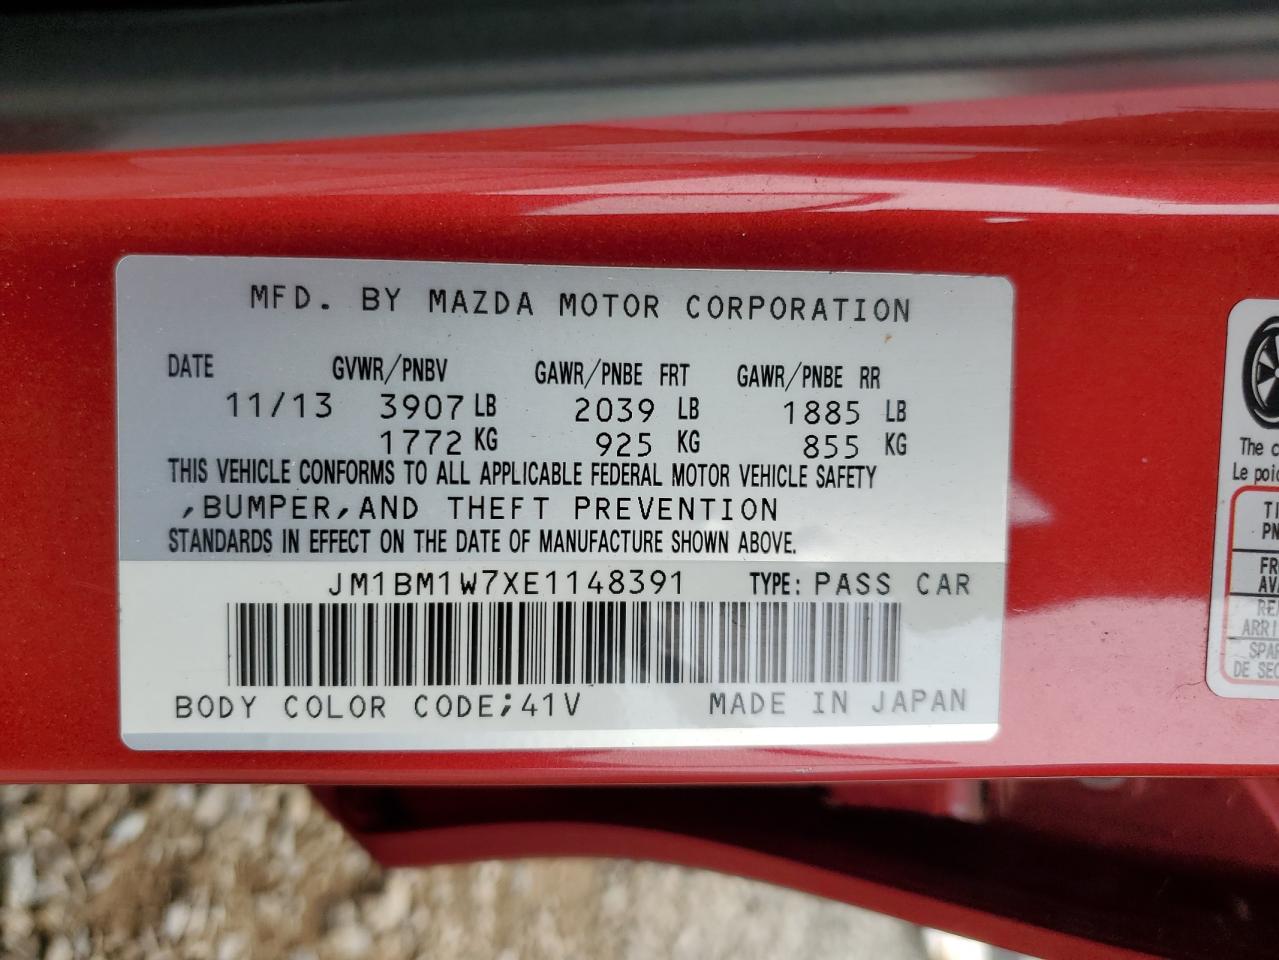 MFD. BY MAZDA MOTOR CORPORATION
DATE GVWR/PNBV GAWR/PNBE FRT GAWR/PNBE RR
11/13 3907 LB 2039 LB 1885 LB
1772 KG 925 KG 855 KG
THIS VEHICLE CONFORMS TO ALL APPLICABLE FEDERAL MOTOR VEHICLE SAFETY
,BUMPER,AND THEFT PREVENTION
STANDARDS IN EFFECT ON THE DATE OF MANUFACTURE SHOWN ABOVE.
JM1BM1W7XE1148391 TYPE: PASS CAR
BODY COLOR CODE;41V MADE IN JAPAN
The
Le
DE